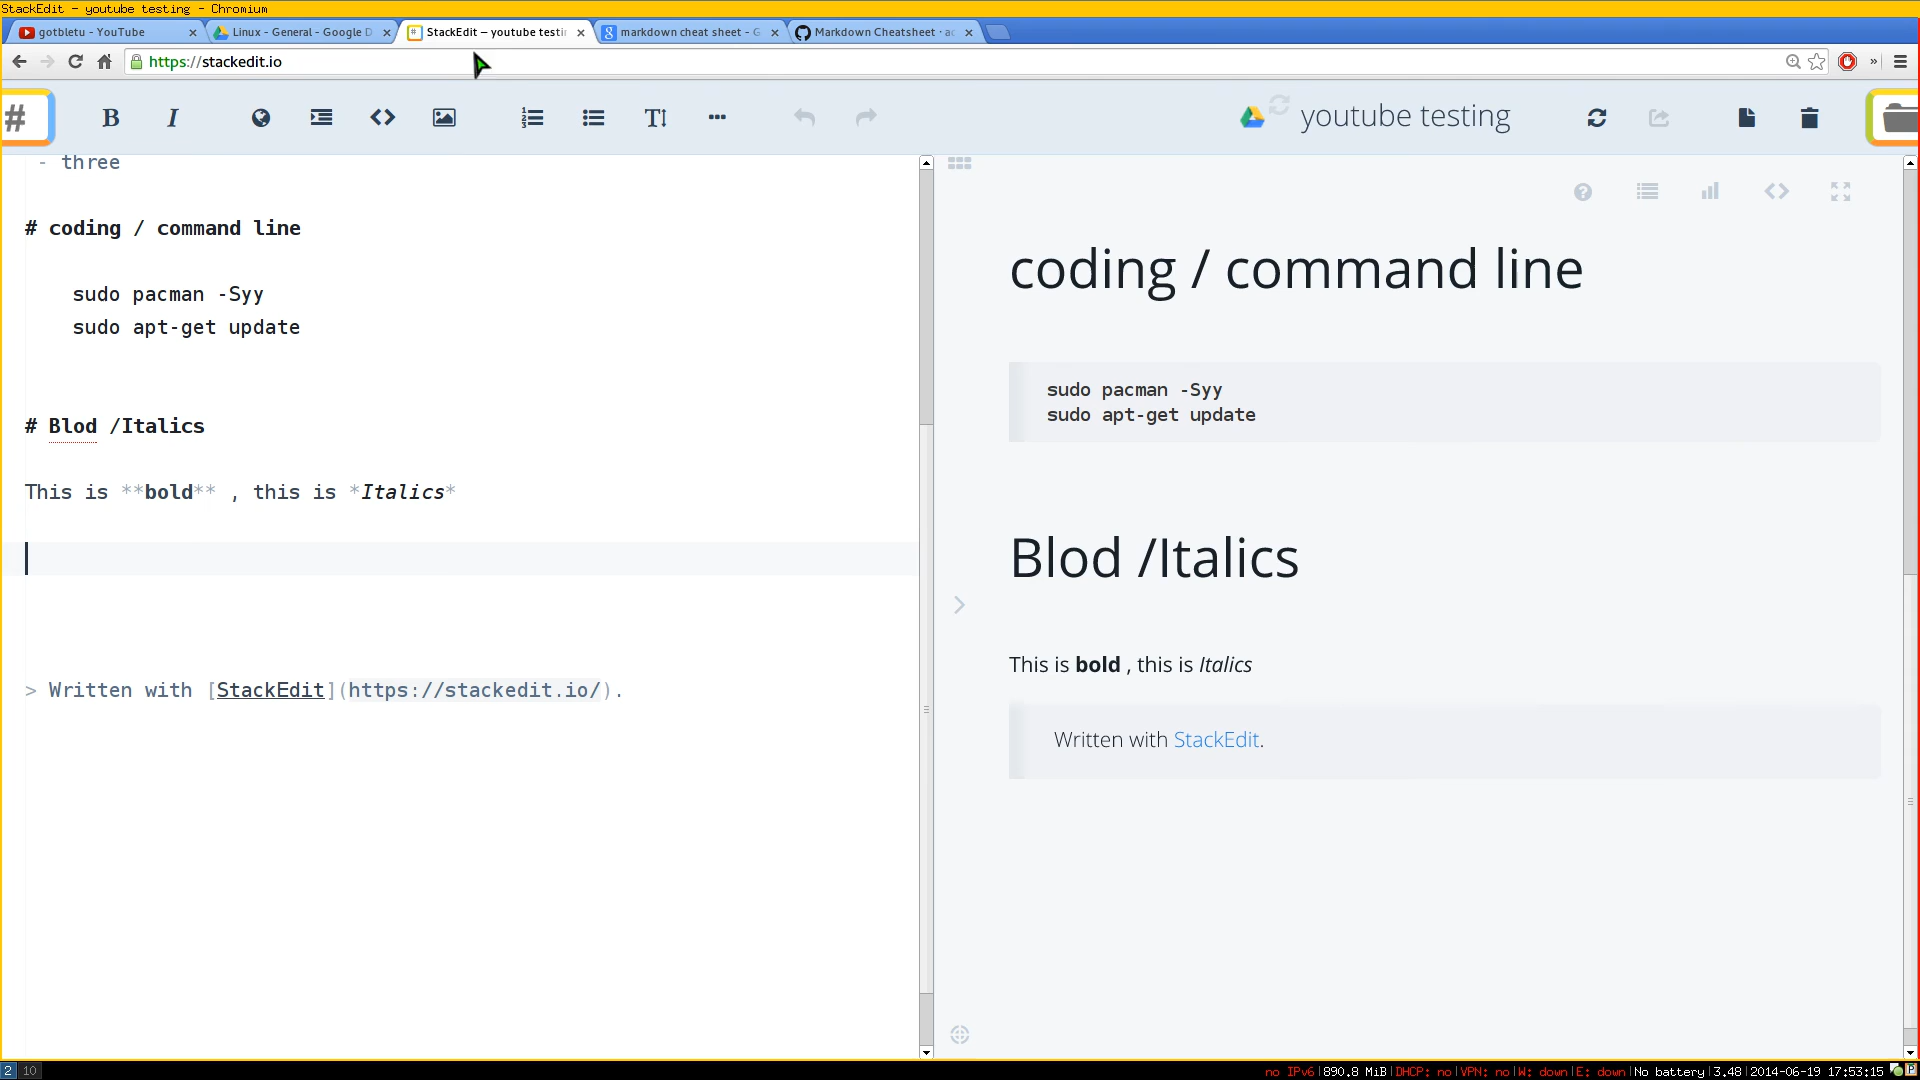 StackEdit – youtube testing - Chromium
gotbletu - YouTube
Linux - General - Google D
StackEdit – youtube testi
markdown cheat sheet - G
Markdown Cheatsheet · ad
https://stackedit.io
B I
youtube testing
- three
# coding / command line
sudo pacman -Syy
sudo apt-get update
# Blod /Italics
This is **bold** , this is *Italics*
> Written with [StackEdit](https://stackedit.io/).
coding / command line
sudo pacman -Syy
sudo apt-get update
Blod /Italics
This is bold , this is Italics
Written with StackEdit.
2 10
no IPv6|890.8 MiB|DHCP: no|VPN: no|W: down|E: down|No battery|3.48|2014-06-19 17:53:15